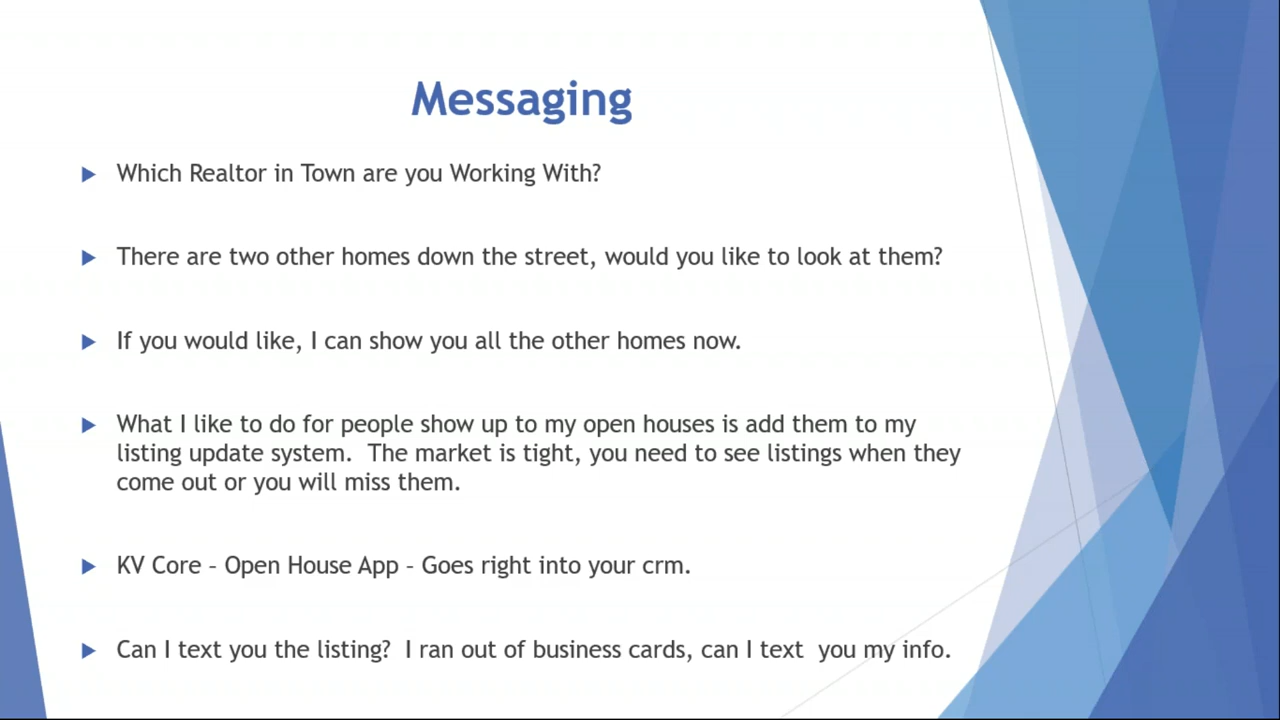 Messaging
Which Realtor in Town are you Working With?
There are two other homes down the street, would you like to look at them?
If you would like, I can show you all the other homes now.
What I like to do for people show up to my open houses is add them to my
listing update system.  The market is tight, you need to see listings when they
come out or you will miss them.
KV Core – Open House App – Goes right into your crm.
Can I text you the listing?  I ran out of business cards, can I text  you my info.